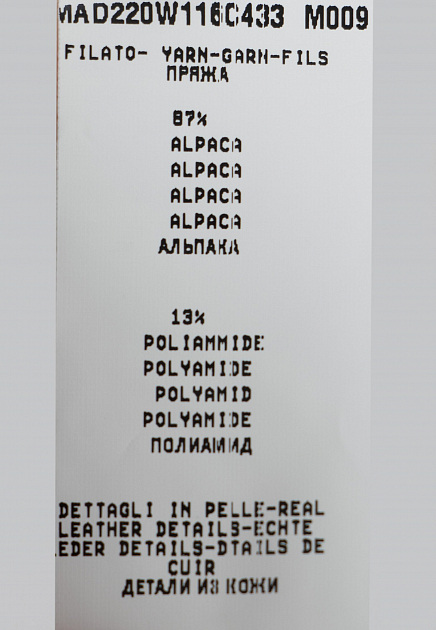 MAD220W116C433 M009
FILATO- YARN-GARN-FILS
ПРЯЖА
87%
ALPACA
ALPACA
ALPACA
ALPACA
АЛЬПАКА
13%
POLIAMMIDE
POLYAMIDE
POLYAMID
POLYAMIDE
ПОЛИАМИД
DETTAGLI IN PELLE-REAL
LEATHER DETAILS-ECHTE
LEDER DETAILS-DTAILS DE
CUIR
ДЕТАЛИ ИЗ КОЖИ